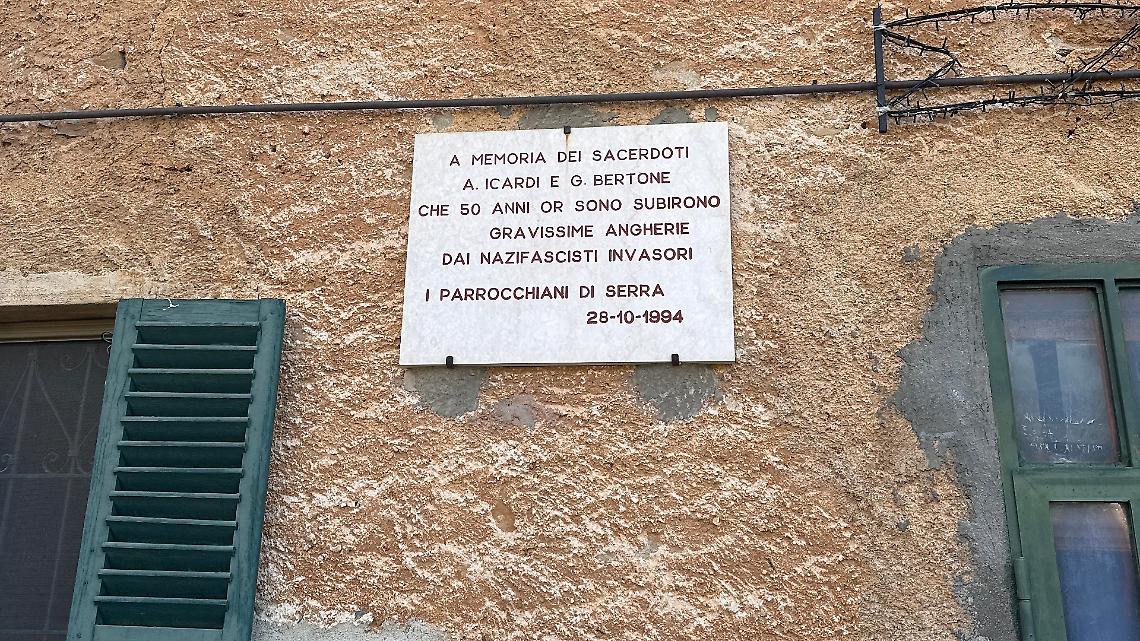 A MEMORIA DEI SACERDOTI
A. ICARDI E G. BERTONE
CHE 50 ANNI OR SONO SUBIRONO
GRAVISSIME ANGHERIE
DAI NAZIFASCISTI INVASORI
I PARROCCHIANI DI SERRA
28-10-1994